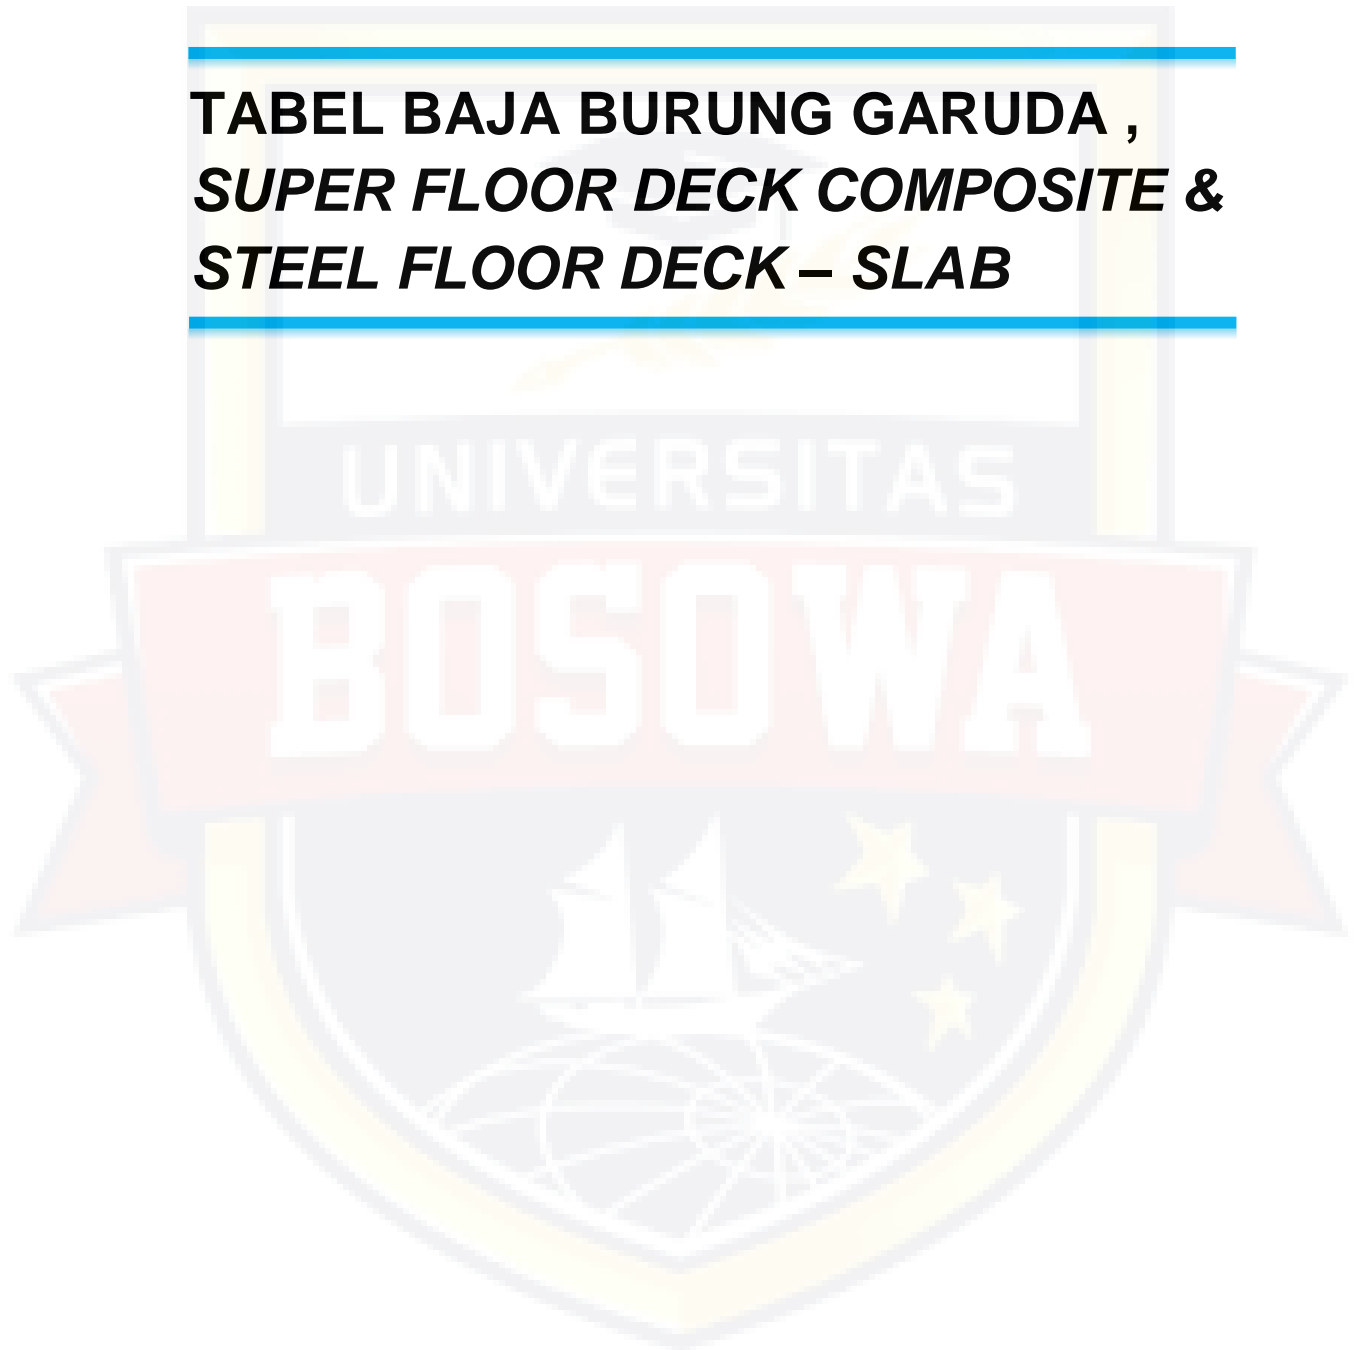 TABEL BAJA BURUNG GARUDA ,
SUPER FLOOR DECK COMPOSITE &
STEEL FLOOR DECK – SLAB
UNIVERSITAS
BOSOWA